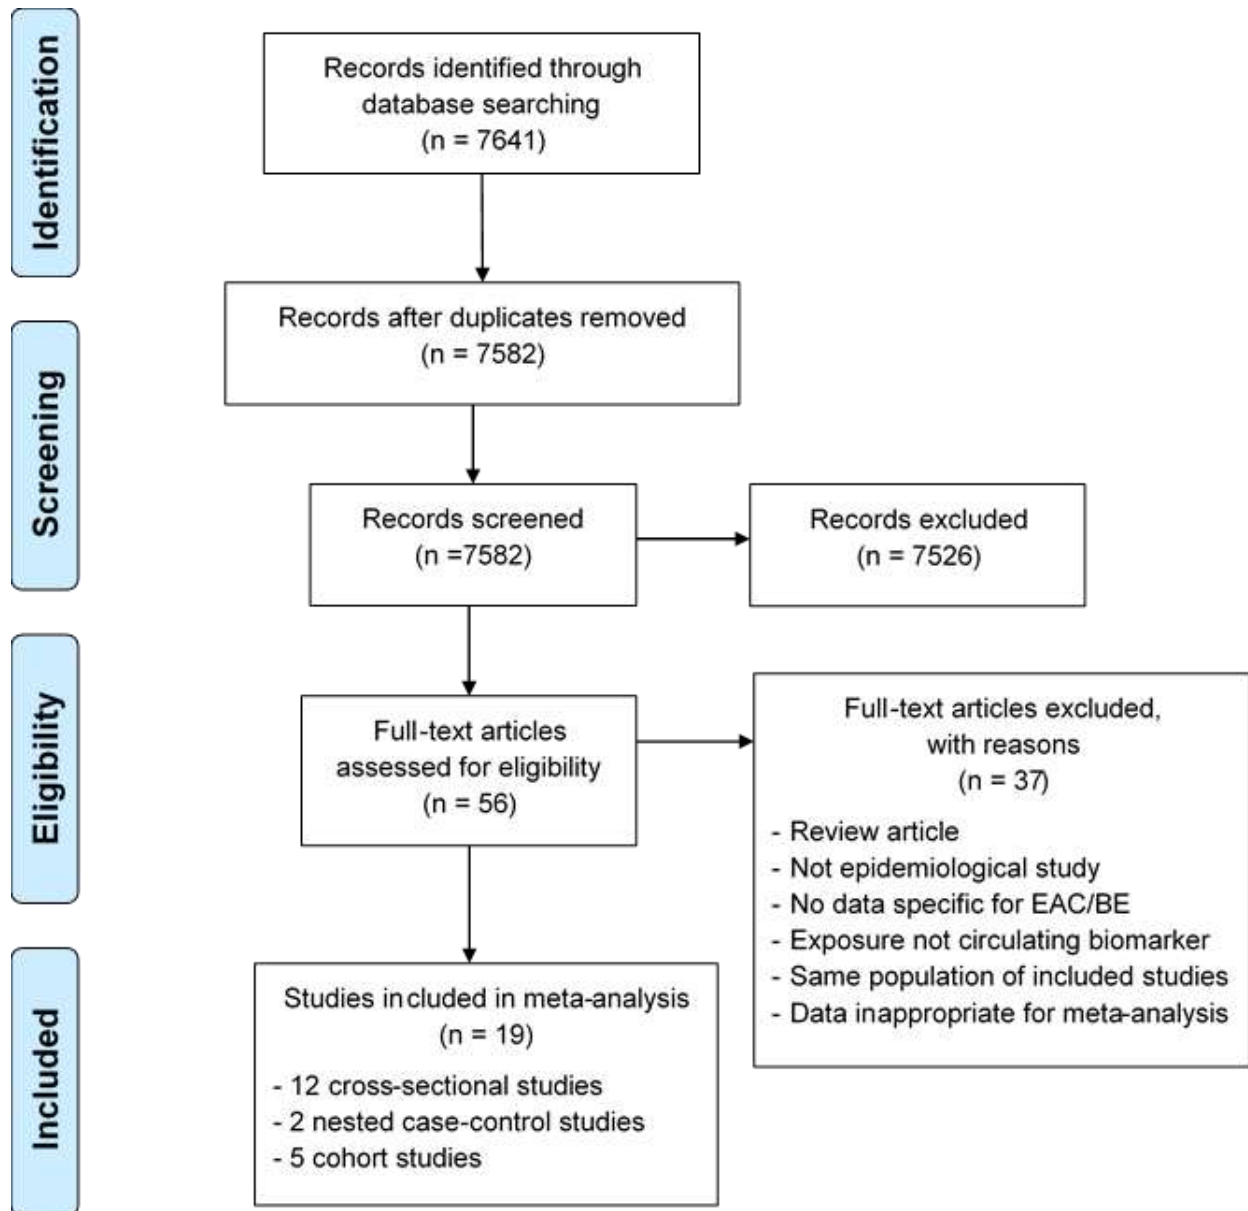 Identification
Records identified through
database searching
(n = 7641)
Records after duplicates removed
(n = 7582)
Screening
Records screened
(n =7582)
Records excluded
(n = 7526)
Eligibility
Full-text articles
assessed for eligibility
(n = 56)
Full-text articles excluded,
with reasons
(n = 37)
- Review article
- Not epidemiological study
- No data specific for EAC/BE
- Exposure not circulating biomarker
- Same population of included studies
- Data inappropriate for meta-analysis
Included
Studies included in meta-analysis
(n = 19)
- 12 cross-sectional studies
- 2 nested case-control studies
- 5 cohort studies